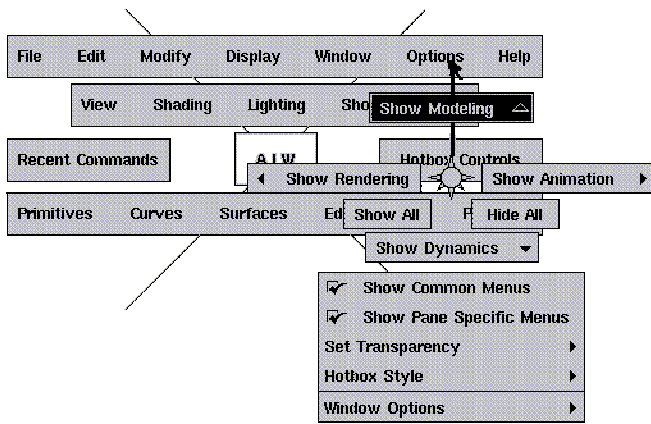 File Edit Modify Display Window Options Help
View Shading Lighting Sho
Show Modeling
Recent Commands
A|W
Hotbox Controls
Show Rendering
Show Animation
Primitives Curves Surfaces Ed F
Show All
Hide All
Show Dynamics
Show Common Menus
Show Pane Specific Menus
Set Transparency
Hotbox Style
Window Options